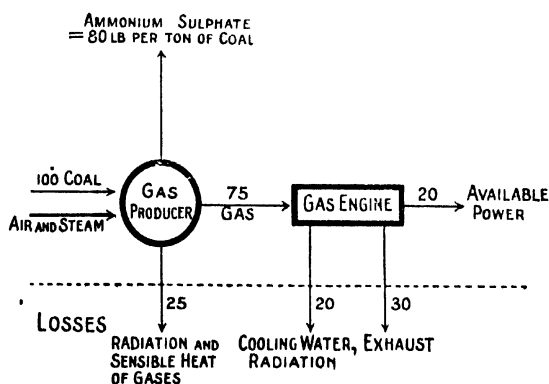 AMMONIUM SULPHATE
= 80 LB PER TON OF COAL
100 COAL
AIR AND STEAM
GAS
PRODUCER
75
GAS
GAS ENGINE
20
AVAILABLE
POWER
25
20
30
LOSSES
RADIATION AND
SENSIBLE HEAT
OF GASES
COOLING WATER,
RADIATION
EXHAUST